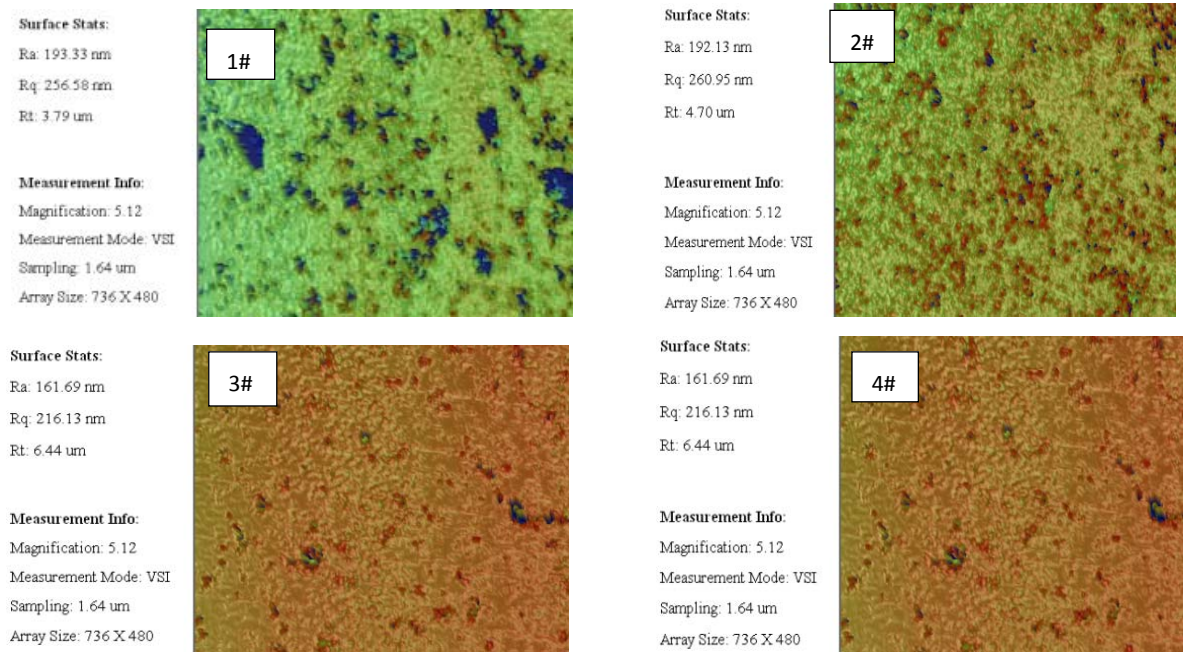 Surface Stats:
Ra: 193.33 nm
Rq: 256.58 nm
Rt: 3.79 um
Measurement Info:
Magnification: 5.12
Measurement Mode: VSI
Sampling: 1.64 um
Array Size: 736 X 480
1#
Surface Stats:
Ra: 192.13 nm
Rq: 260.95 nm
Rt: 4.70 um
Measurement Info:
Magnification: 5.12
Measurement Mode: VSI
Sampling: 1.64 um
Array Size: 736 X 480
2#
Surface Stats:
Ra: 161.69 nm
Rq: 216.13 nm
Rt: 6.44 um
Measurement Info:
Magnification: 5.12
Measurement Mode: VSI
Sampling: 1.64 um
Array Size: 736 X 480
3#
Surface Stats:
Ra: 161.69 nm
Rq: 216.13 nm
Rt: 6.44 um
Measurement Info:
Magnification: 5.12
Measurement Mode: VSI
Sampling: 1.64 um
Array Size: 736 X 480
4#